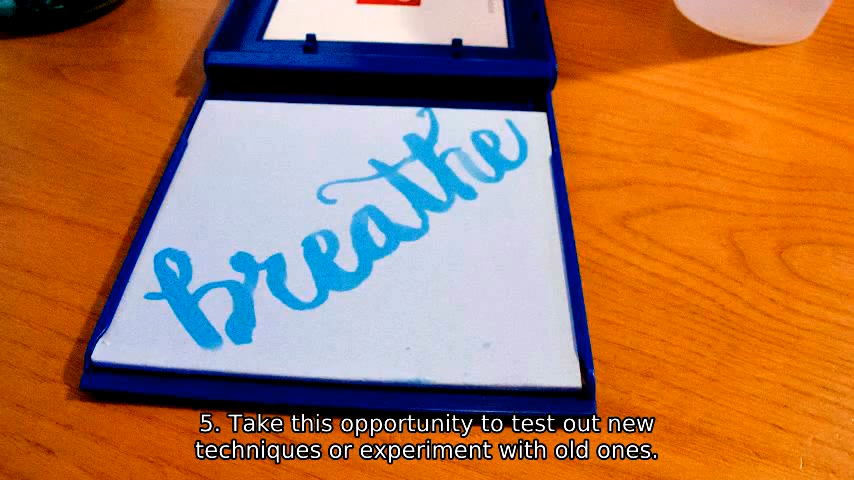 breathe
5. Take this opportunity to test out new
techniques or experiment with old ones.